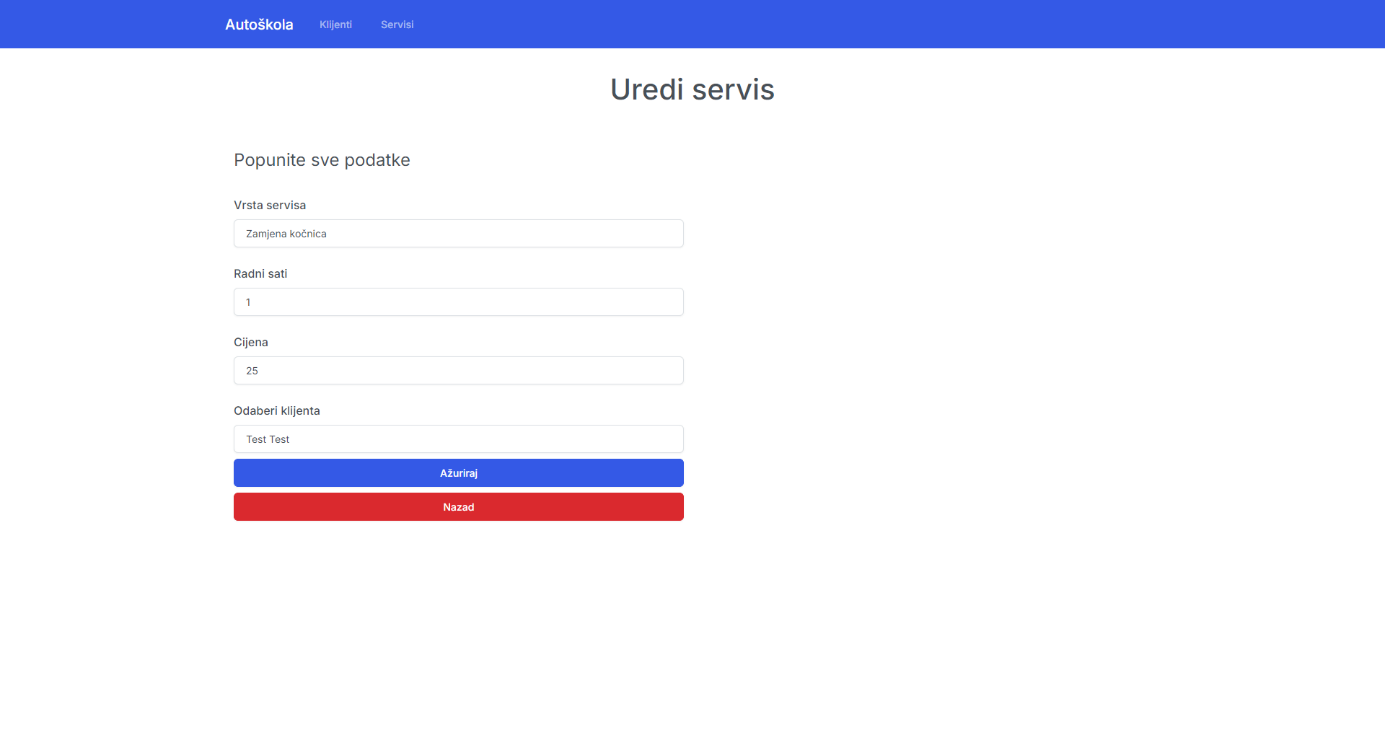 Autoškola Klijenti Servisi
Uredi servis
Popunite sve podatke
Vrsta servisa
Zamjena kočnica
Radni sati
1
Cijena
25
Odaberi klijenta
Test Test
Ažuriraj
Nazad